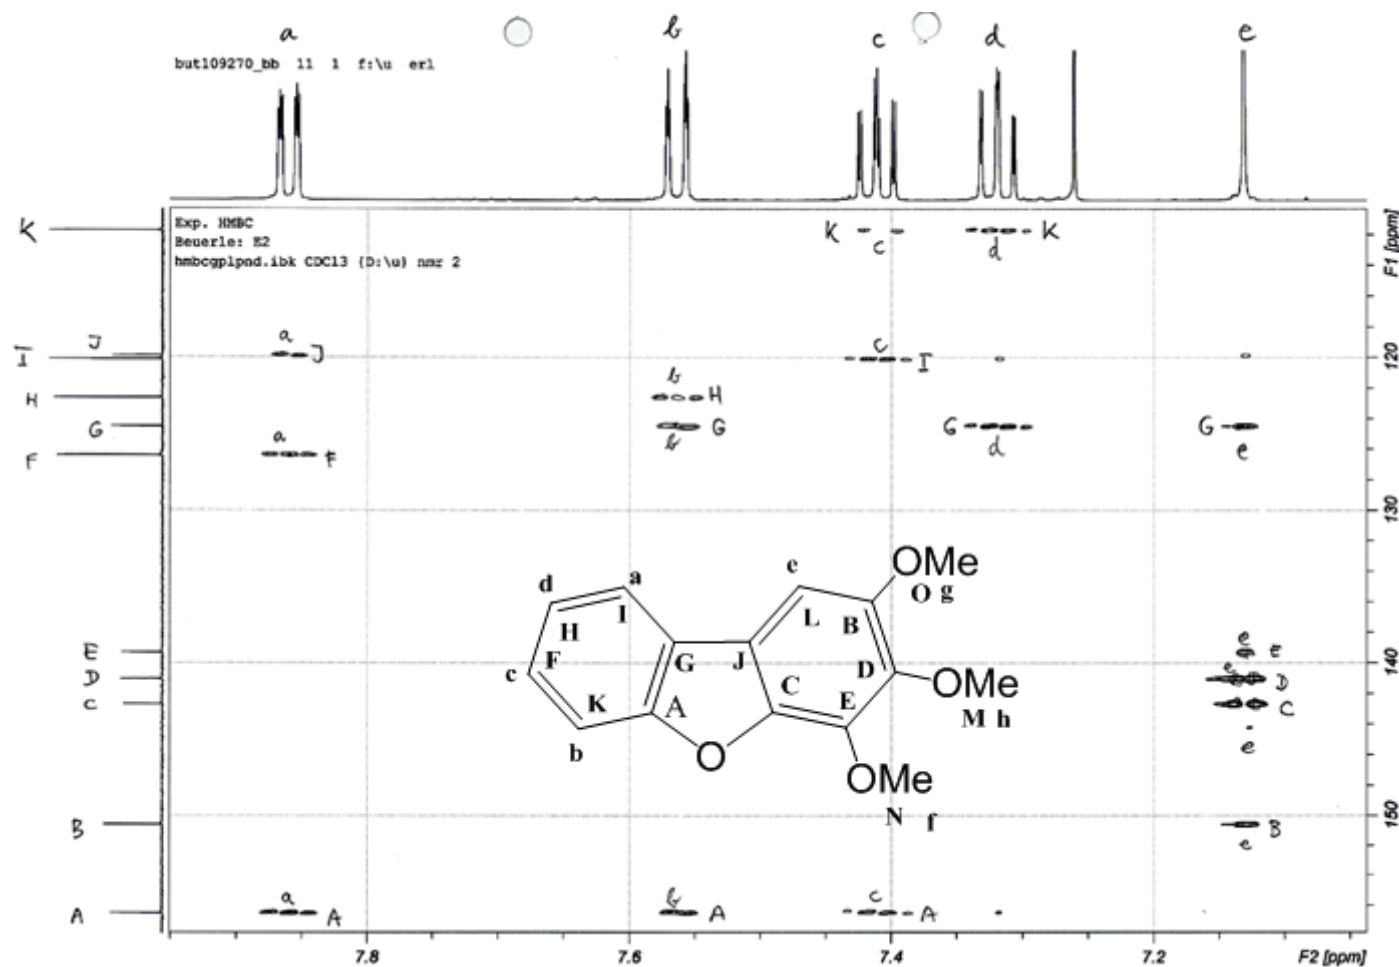 a b c d e
but109270_bb 11 1 f:\u erl
Exp. HMBC
Beuerle: E2
hmbcgplpnd.ibk CDCl3 {D:\u} nmr 2
K
K c d K
F1 [ppm]
J
I
a J
c I
120
H
b H
G
b G
G d
G e
F
a F
130
e OMe
d a O g
I L B
H
F G J D OMe
c C M h
K A E
b O OMe
N f
E
e E
140
D
e D
C
C
e
B
B
e
150
A
a A
b A
c A
7.8 7.6 7.4 7.2 F2 [ppm]